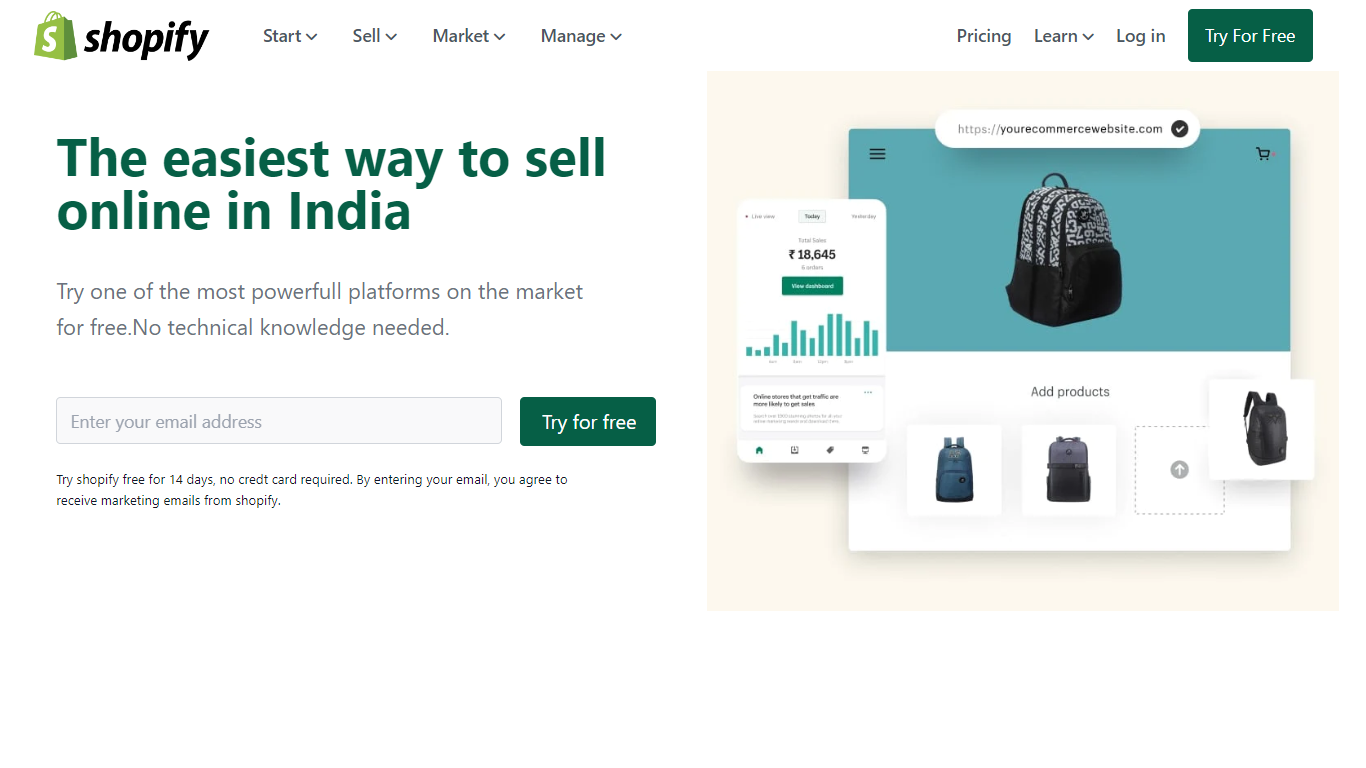 shopify
Start
Sell
Market
Manage
Pricing
Learn
Log in
Try For Free
The easiest way to sell
online in India
Try one of the most powerfull platforms on the market
for free.No technical knowledge needed.
Enter your email address
Try for free
Try shopify free for 14 days, no credt card required. By entering your email, you agree to
receive marketing emails from shopify.
https://yourecommercewebsite.com
Live view
Today
Yesterday
Total Sales
₹ 18,645
6 orders
View dashboard
Online stores that get traffic are
more likely to get sales
Add products